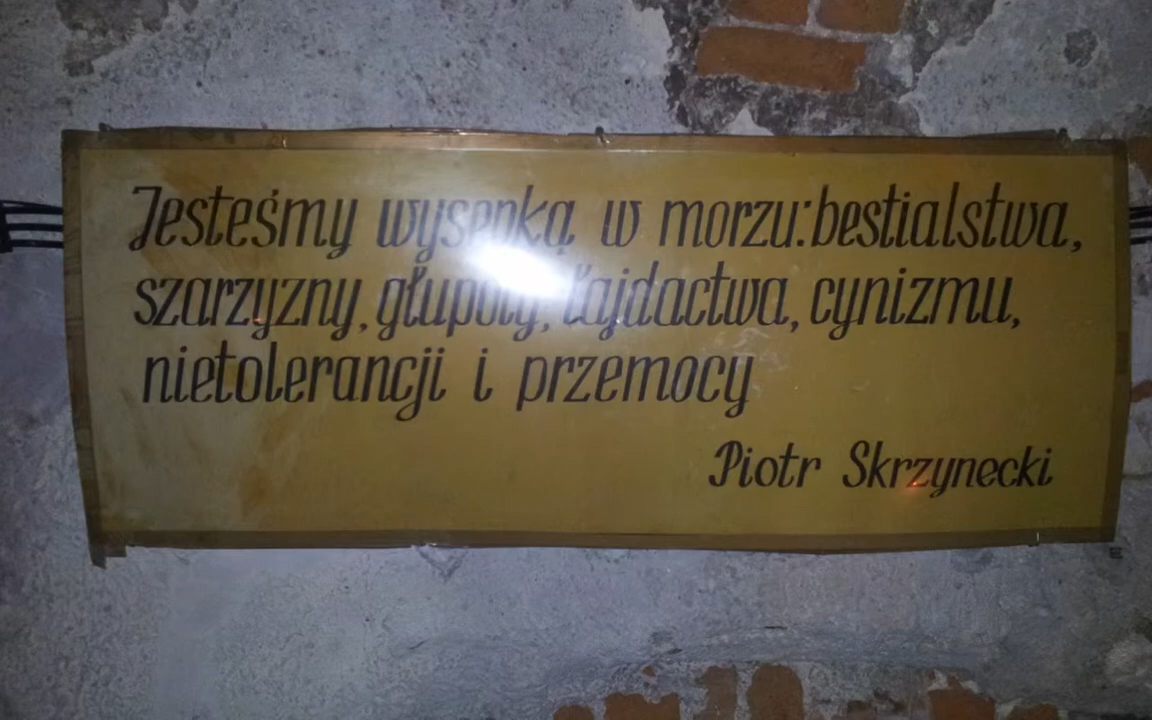 Jesteśmy wysepką w morzu: bestialstwa,
szarzyzny, głupoty, łajdactwa, cynizmu,
nietolerancji i przemocy
Piotr Skrzynecki